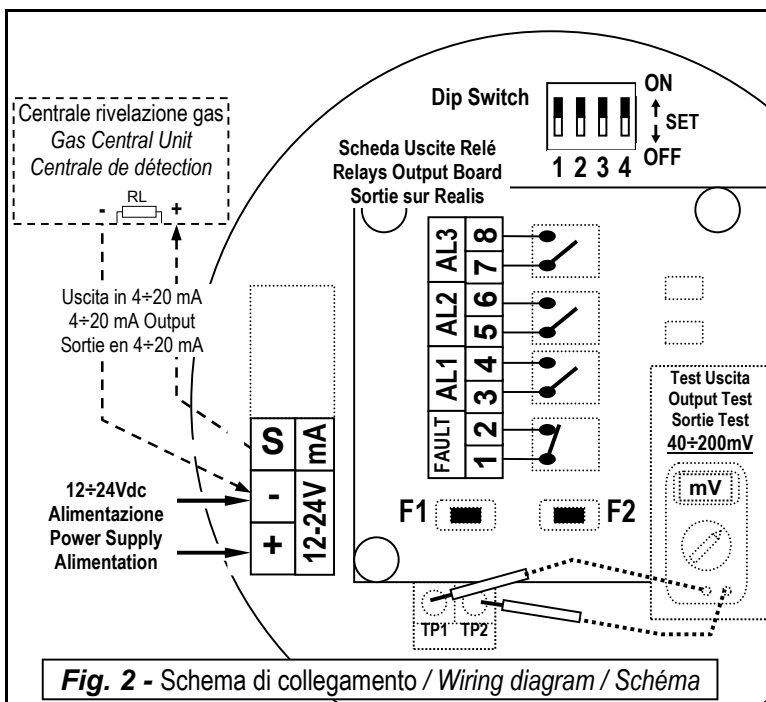 Dip Switch
ON
SET
OFF
1 2 3 4
Centrale rivelazione gas
Gas Central Unit
Centrale de détection
RL
- +
Scheda Uscite Relé
Relays Output Board
Sortie sur Realis
Uscita in 4÷20 mA
4÷20 mA Output
Sortie en 4÷20 mA
AL3
8
7
AL2
6
5
AL1
4
3
FAULT
2
1
S
mA
-
+
12-24V
12÷24Vdc
Alimentazione
Power Supply
Alimentation
F1
F2
Test Uscita
Output Test
Sortie Test
40÷200mV
mV
TP1 TP2
Fig. 2 - Schema di collegamento / Wiring diagram / Schéma